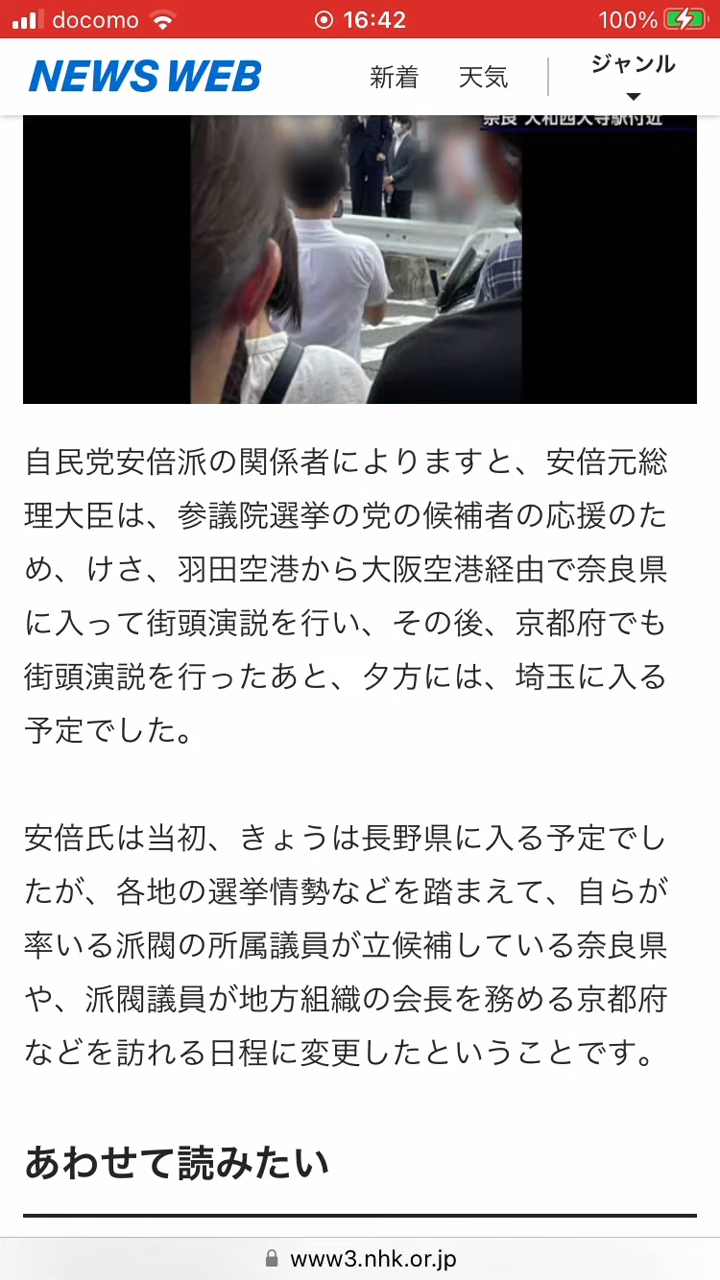 docomo 16:42 100%
NEWS WEB 新着 天気 ジャンル
奈良 大和西大寺駅付近
自民党安倍派の関係者によりますと、安倍元総
理大臣は、参議院選挙の党の候補者の応援のた
め、けさ、羽田空港から大阪空港経由で奈良県
に入って街頭演説を行い、その後、京都府でも
街頭演説を行ったあと、夕方には、埼玉に入る
予定でした。
安倍氏は当初、きょうは長野県に入る予定でし
たが、各地の選挙情勢などを踏まえて、自らが
率いる派閥の所属議員が立候補している奈良県
や、派閥議員が地方組織の会長を務める京都府
などを訪れる日程に変更したということです。
あわせて読みたい
www3.nhk.or.jp